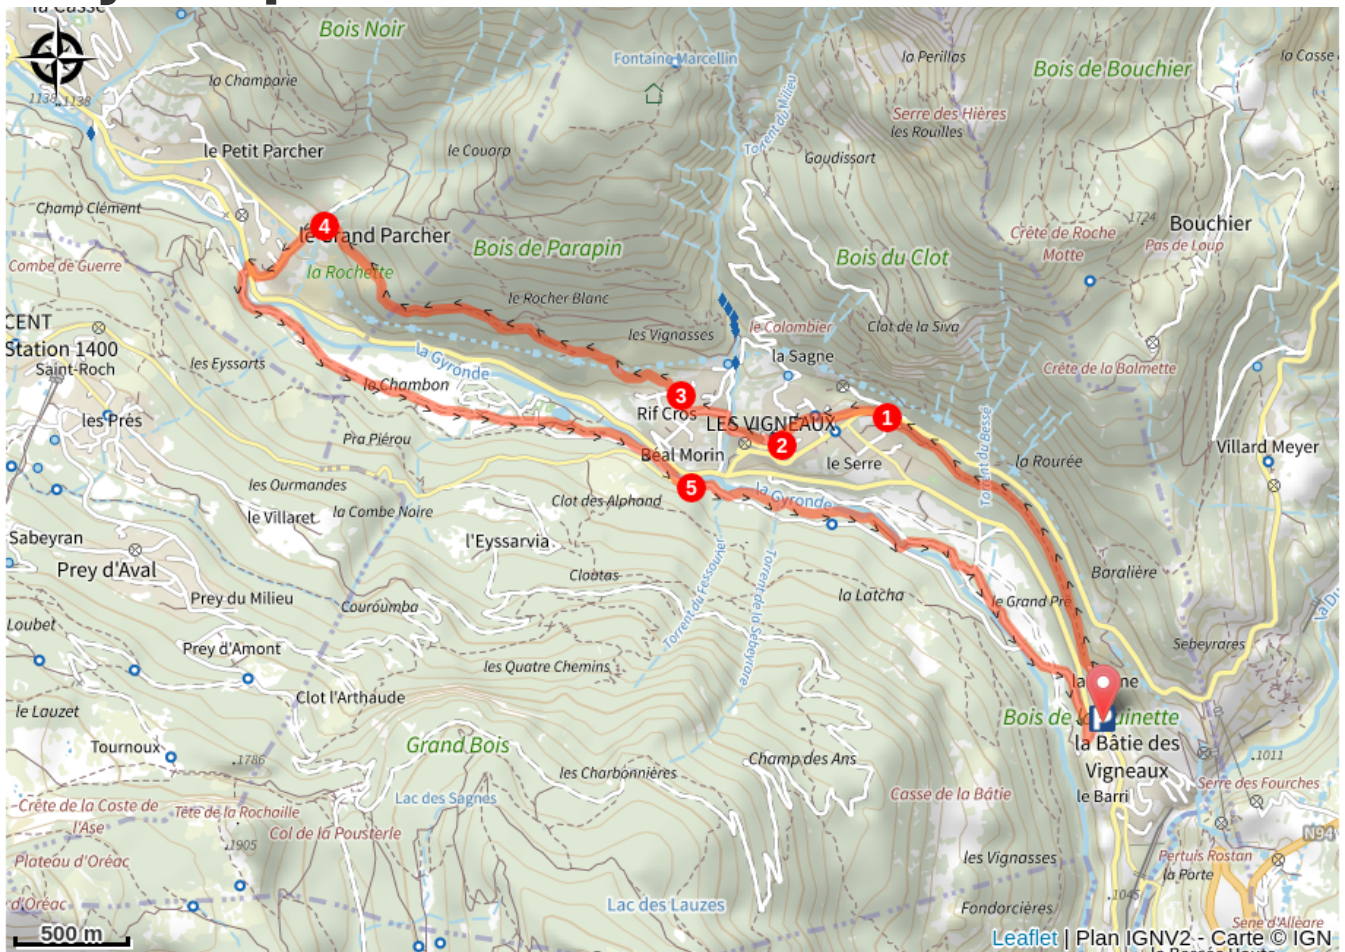 la Casse
Bois Noir
Fontaine Marcellin
la Perillas
la Casse
Bois de Bouchier
la Champarie
1138
1138
Torrent du Milieu
Serre des Hières
les Rouilles
le Petit Parcher
le Couarp
Gaudissart
Champ Clément
1724
Bouchier
4
le Grand Parcher
Crête de Roche
Motte
Pas de Loup
Bois de Parapin
Bois du Clot
Combe de Guerre
la Rochette
le Rocher Blanc
CENT
Station 1400
Saint-Roch
les Vignasses
le Colombier
Clot de la Siva
la Gyronde
la Sagne
les Eyssarts
Crête de la Balmette
le Chambon
3
Rif Cros
LES VIGNEAUX
1
les Prés
Pra Piérou
2
Torrent du Bessé
Béal Morin
le Serre
la Rourée
Villard Meyer
les Ourmandes
5
la Gyronde
Clot des Alphand
le Villaret
la Combe Noire
Sabeyran
l'Eyssarvia
Prey d'Aval
Cloutas
Baralière
Torrent du Fessourier
Torrent de la Sebeyrare
Prey du Milieu
Couroumba
la Latcha
le Grand Pré
Loubet
Prey d'Amont
Sebeyrares
les Quatre Chemins
Clot l'Arthaude
le Lauzet
P
Grand Bois
Tournoux
la Bâtie des
Vigneaux
1786
les Charbonnières
Champ des Ans
1011
Serre des Fourches
Lac des Sagnes
Casse de la Bâtie
le Barri
Crête de la Coste de
l'Ase
Tête de la Rochaille
Col de la Pousterle
N94
1905
Plateau d'Oréac
les Vignasses
Pertuis Rostan
la Porte
d'Oréac
Lac des Lauzes
Fondorcières
1045
500 m
Leaflet | Plan IGNV2 - Carte © IGN